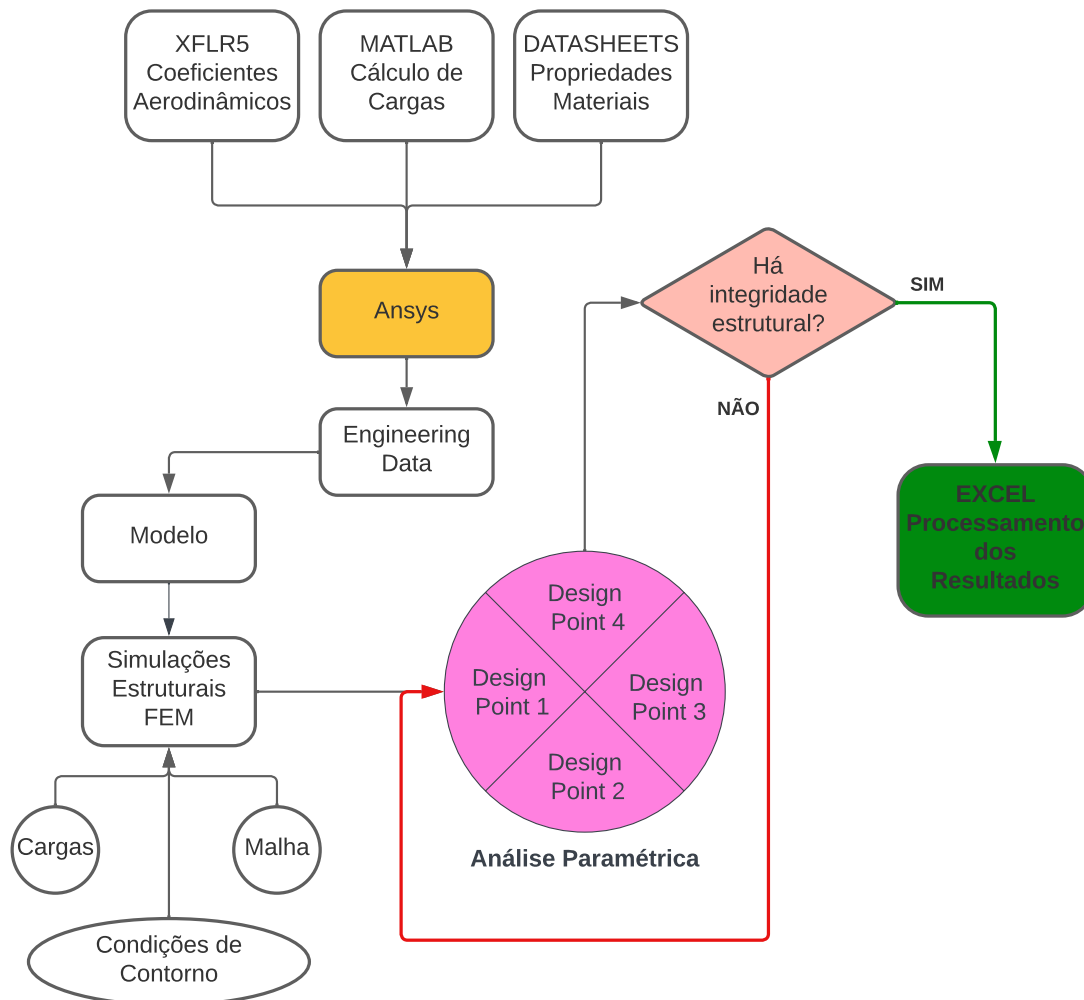 XFLR5
Coeficientes
Aerodinâmicos
MATLAB
Cálculo de
Cargas
DATASHEETS
Propriedades
Materiais
Ansys
Engineering
Data
Modelo
Simulações
Estruturais
FEM
Cargas
Malha
Condições de
Contorno
Design
Point 4
Design
Point 1
Design
Point 3
Design
Point 2
Análise Paramétrica
Há
integridade
estrutural?
SIM
NÃO
EXCEL
Processamento
dos
Resultados